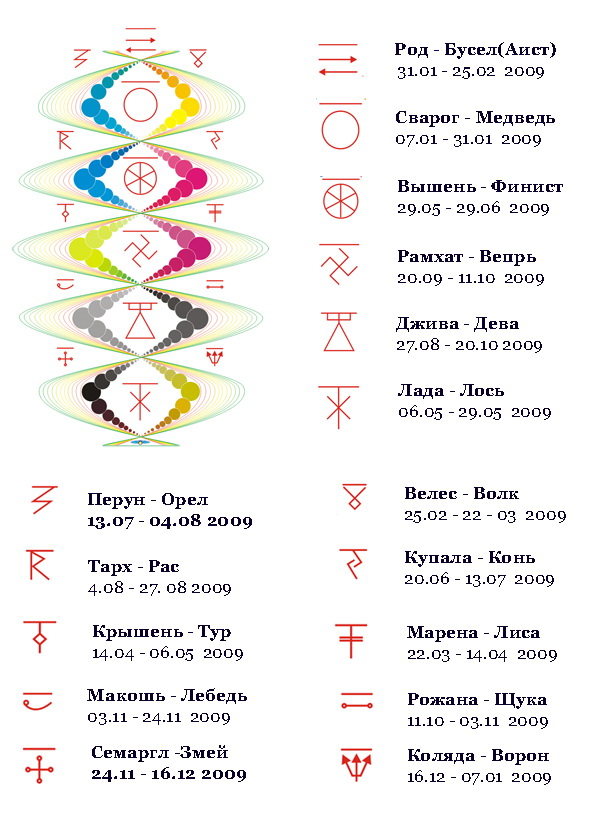 Род - Бусел(Аист)
31.01 - 25.02 2009
Сварог - Медведь
07.01 - 31.01 2009
Вышень - Финист
29.05 - 29.06 2009
Рамхат - Вепрь
20.09 - 11.10 2009
Джива - Дева
27.08 - 20.10 2009
Лада - Лось
06.05 - 29.05 2009
Перун - Орел
13.07 - 04.08 2009
Велес - Волк
25.02 - 22 - 03 2009
Тарх - Рас
4.08 - 27. 08 2009
Купала - Конь
20.06 - 13.07 2009
Крышень - Тур
14.04 - 06.05 2009
Марена - Лиса
22.03 - 14.04 2009
Макошь - Лебедь
03.11 - 24.11 2009
Рожана - Щука
11.10 - 03.11 2009
Семаргл -Змей
24.11 - 16.12 2009
Коляда - Ворон
16.12 - 07.01 2009